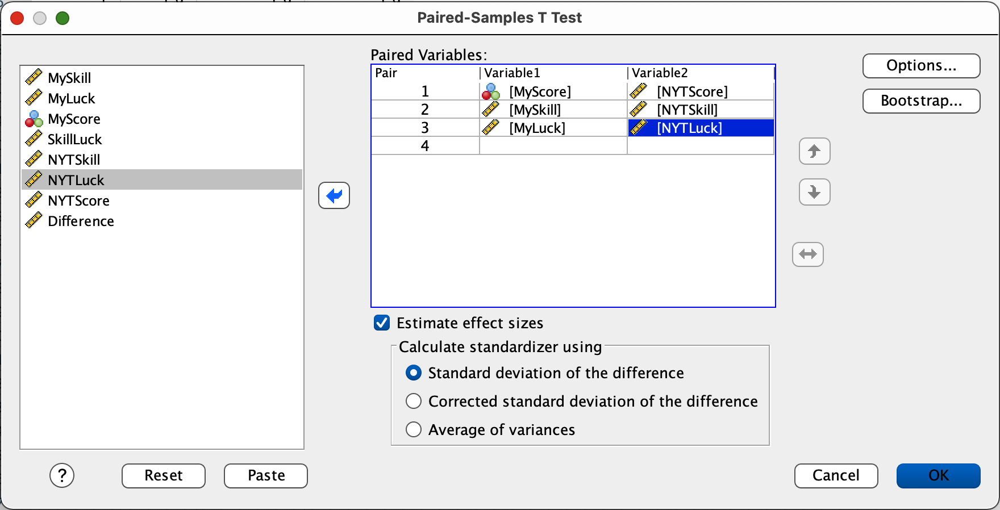 Paired-Samples T Test
MySkill
MyLuck
MyScore
SkillLuck
NYTSkill
NYTLuck
NYTScore
Difference
Paired Variables:
Pair Variable1 Variable2
1 [MyScore] [NYTScore]
2 [MySkill] [NYTSkill]
3 [MyLuck] [NYTLuck]
4
Estimate effect sizes
Calculate standardizer using
Standard deviation of the difference
Corrected standard deviation of the difference
Average of variances
Options...
Bootstrap...
? Reset Paste Cancel OK